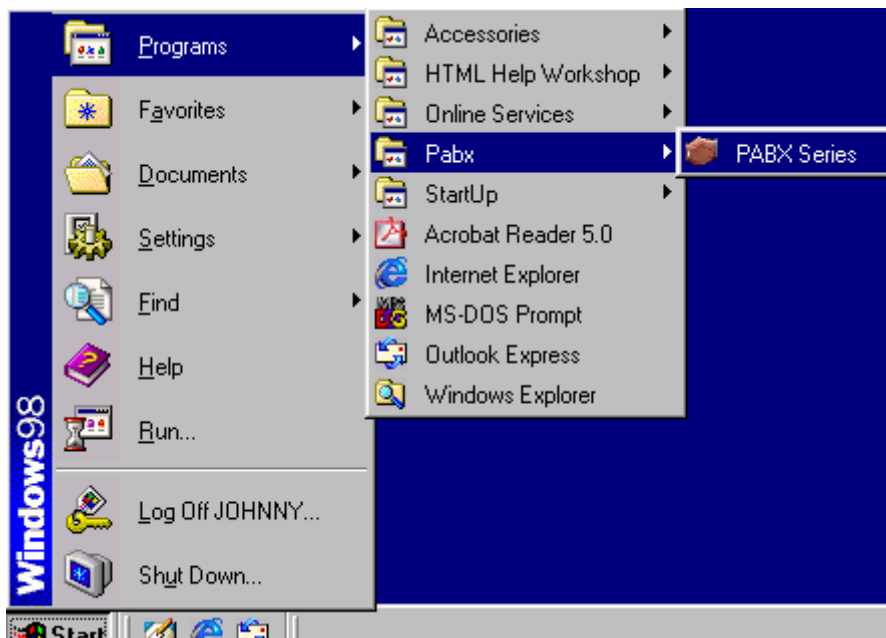 Programs
Favorites
Documents
Settings
Find
Help
Run...
Log Off JOHNNY...
Shut Down...
Windows98
Accessories
HTML Help Workshop
Online Services
Pabx
StartUp
Acrobat Reader 5.0
Internet Explorer
MS-DOS Prompt
Outlook Express
Windows Explorer
PABX Series
Start